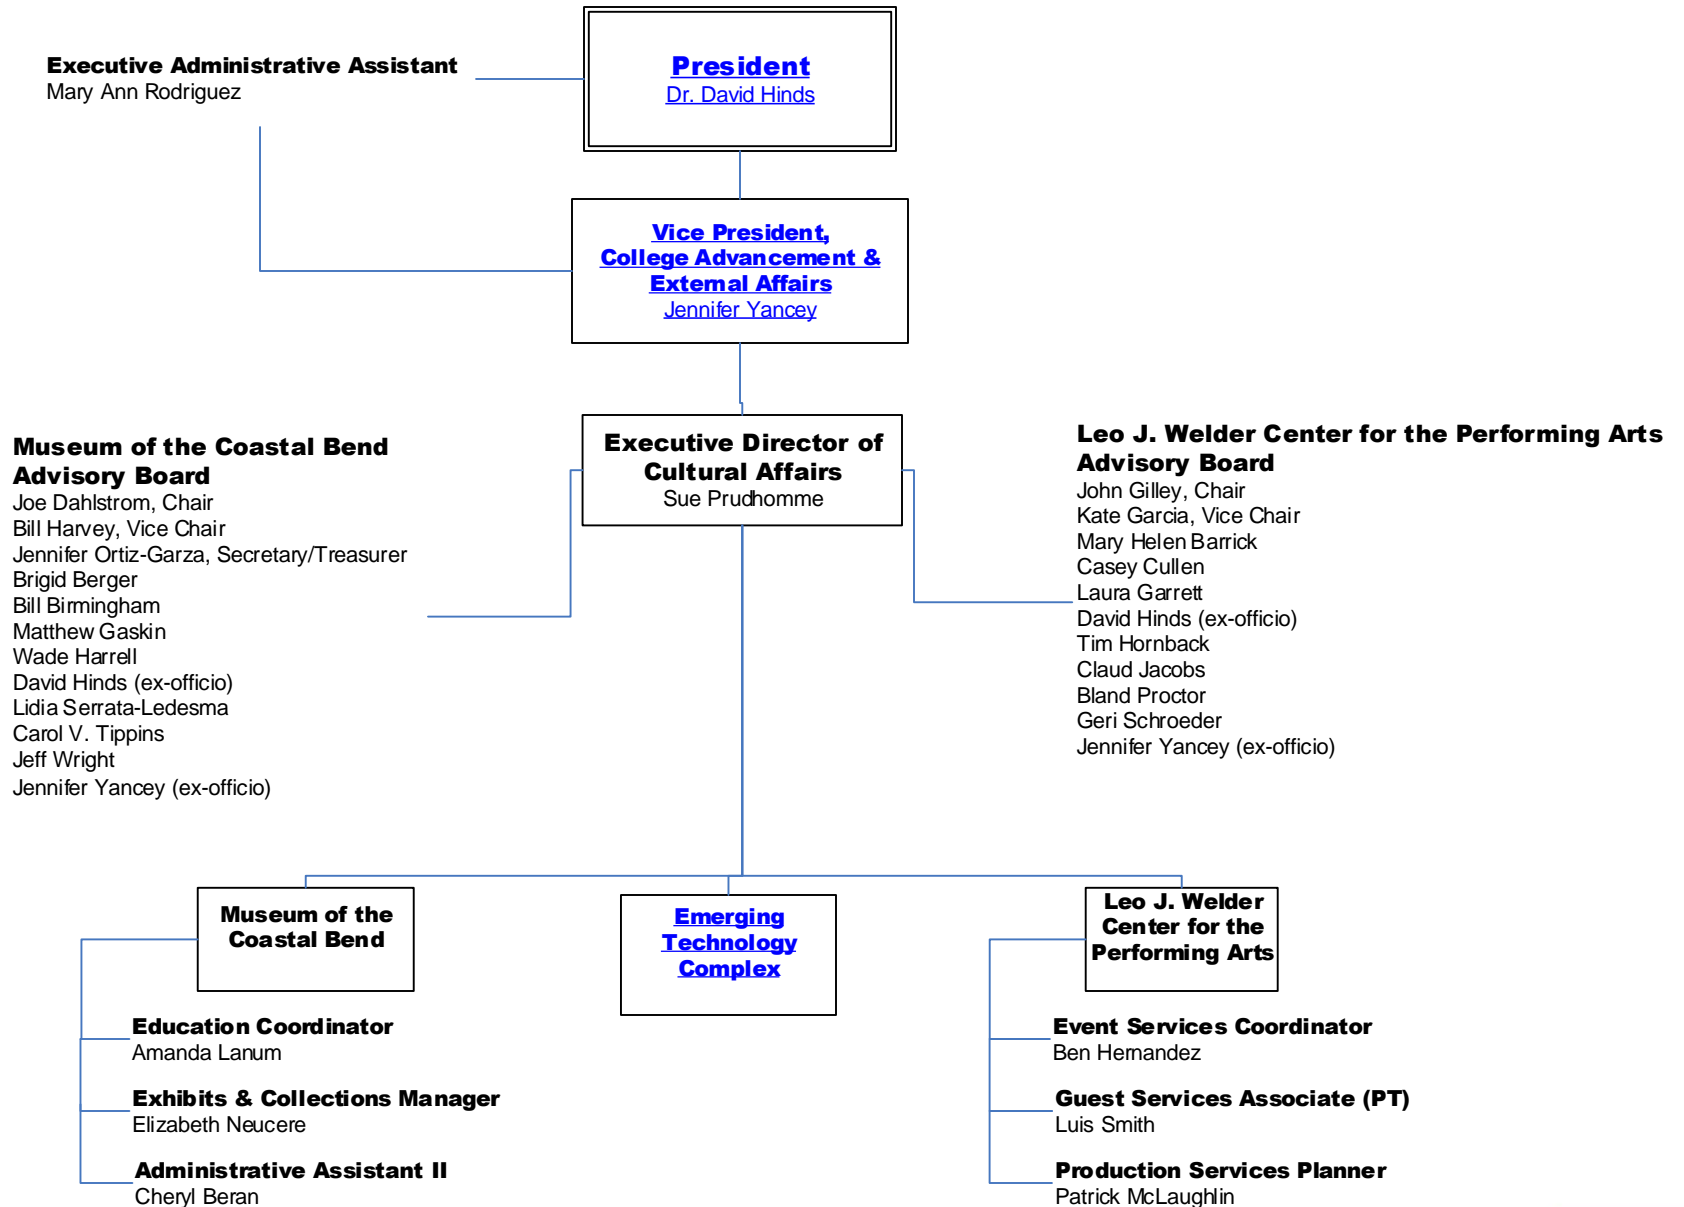 Executive Administrative Assistant
Mary Ann Rodriguez
President
Dr. David Hinds
Vice President,
College Advancement &
External Affairs
Jennifer Yancey
Executive Director of
Cultural Affairs
Sue Prudhomme
Museum of the Coastal Bend
Advisory Board
Joe Dahlstrom, Chair
Bill Harvey, Vice Chair
Jennifer Ortiz-Garza, Secretary/Treasurer
Brigid Berger
Bill Birmingham
Matthew Gaskin
Wade Harrell
David Hinds (ex-officio)
Lidia Serrata-Ledesma
Carol V. Tippins
Jeff Wright
Jennifer Yancey (ex-officio)
Leo J. Welder Center for the Performing Arts
Advisory Board
John Gilley, Chair
Kate Garcia, Vice Chair
Mary Helen Barrick
Casey Cullen
Laura Garrett
David Hinds (ex-officio)
Tim Hornback
Claud Jacobs
Bland Proctor
Geri Schroeder
Jennifer Yancey (ex-officio)
Museum of the
Coastal Bend
Emerging
Technology
Complex
Leo J. Welder
Center for the
Performing Arts
Education Coordinator
Amanda Lanum
Exhibits & Collections Manager
Elizabeth Neucere
Administrative Assistant II
Cheryl Beran
Event Services Coordinator
Ben Hernandez
Guest Services Associate (PT)
Luis Smith
Production Services Planner
Patrick McLaughlin